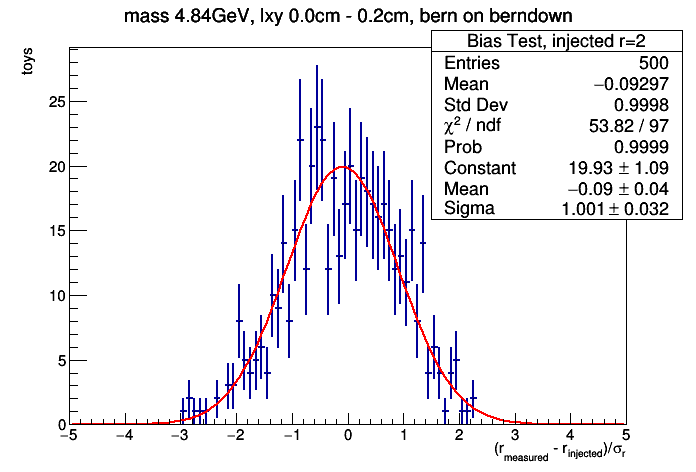 mass 4.84GeV, lxy 0.0cm - 0.2cm, bern on berndown
Bias Test, injected r=2
Entries 500
Mean −0.09297
Std Dev 0.9998
χ² / ndf 53.82 / 97
Prob 0.9999
Constant 19.93 ± 1.09
Mean −0.09 ± 0.04
Sigma 1.001 ± 0.032
toys
25
20
15
10
5
0
−5 −4 −3 −2 −1 0 1 2 3 4 5
(r_measured - r_injected)/σ_r